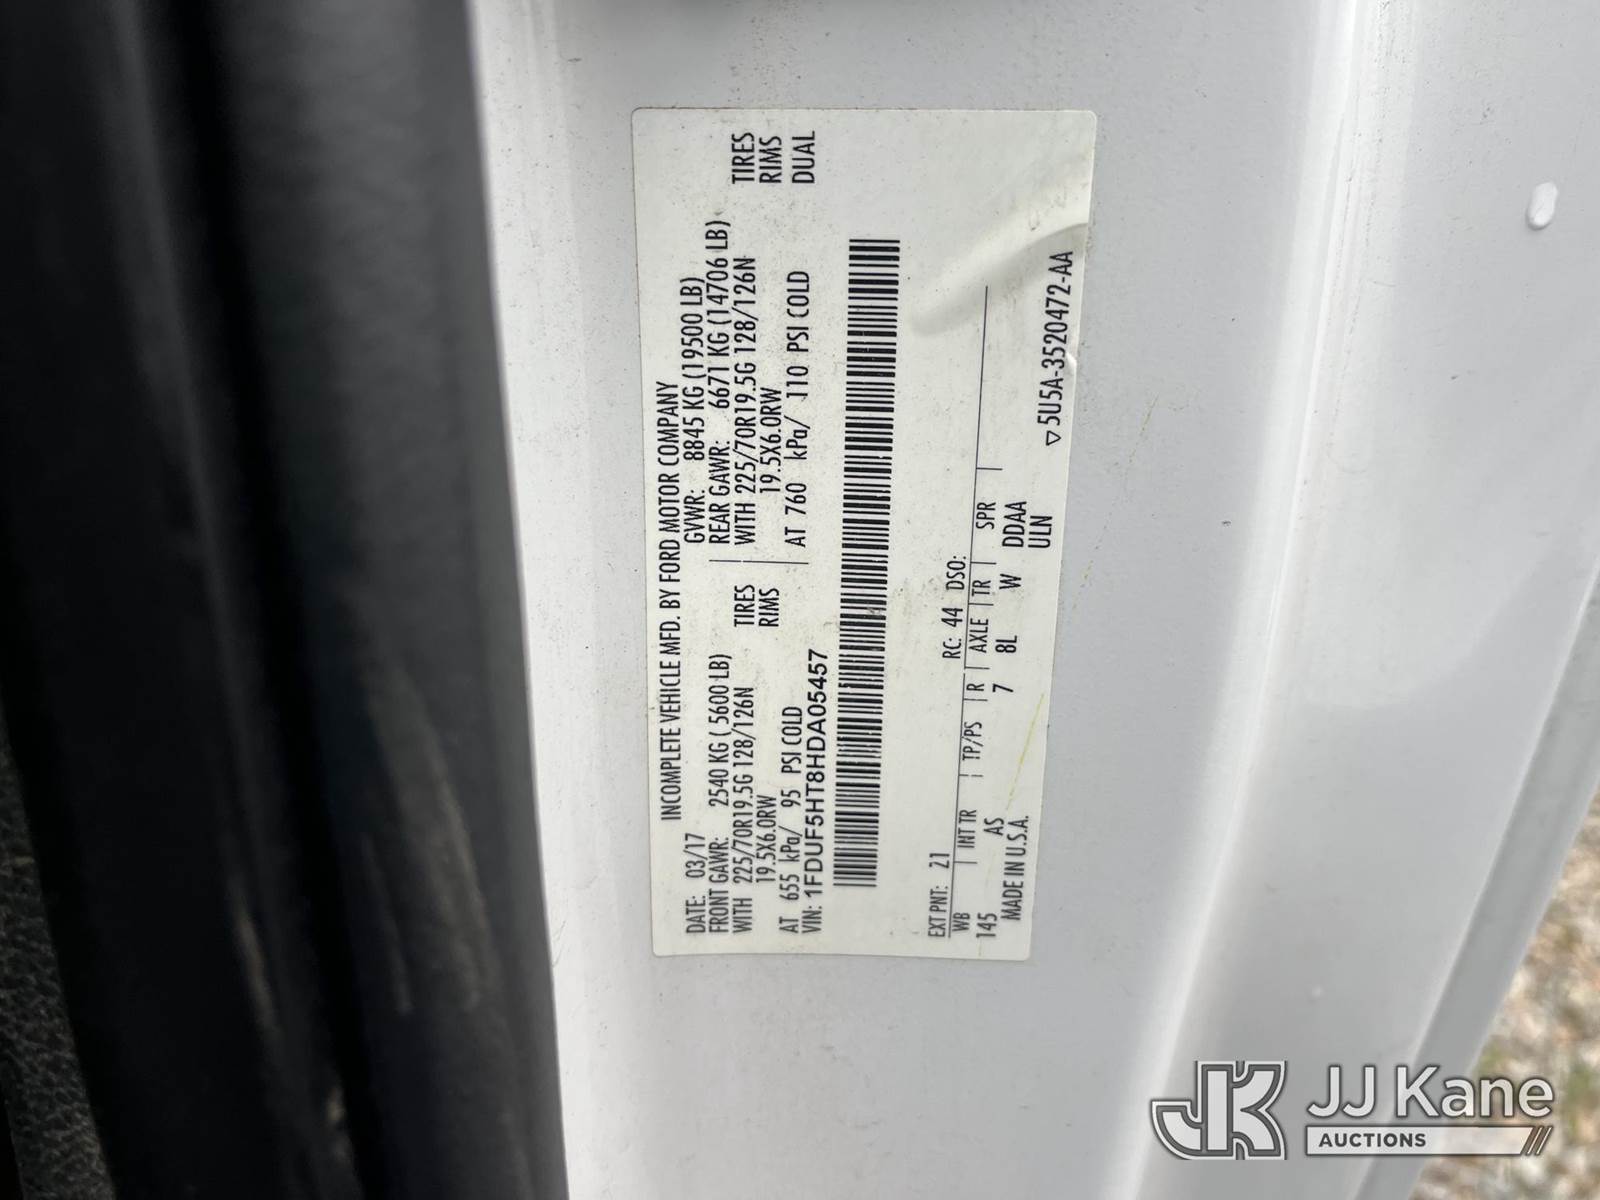 INCOMPLETE VEHICLE MFD. BY FORD MOTOR COMPANY
DATE: 03/17 GVWR: 8845 KG (19500 LB)
FRONT GAWR: 2540 KG ( 5600 LB) REAR GAWR: 6671 KG (14706 LB)
WITH 225/70R19.5G 128/126N TIRES WITH 225/70R19.5G 128/126N TIRES
19.5X6.0RW RIMS 19.5X6.0RW RIMS
AT 655 kPa/ 95 PSI COLD AT 760 kPa/ 110 PSI COLD DUAL
VIN: 1FDUF5HT8HDA05457
EXT PNT: Z1 RC: 44 DSO:
WB INT TR TP/PS R AXLE TR SPR
145 AS 7 8L W DDAA
MADE IN U.S.A. ULN
▽5U5A-3520472-AA
JK JJ Kane
AUCTIONS